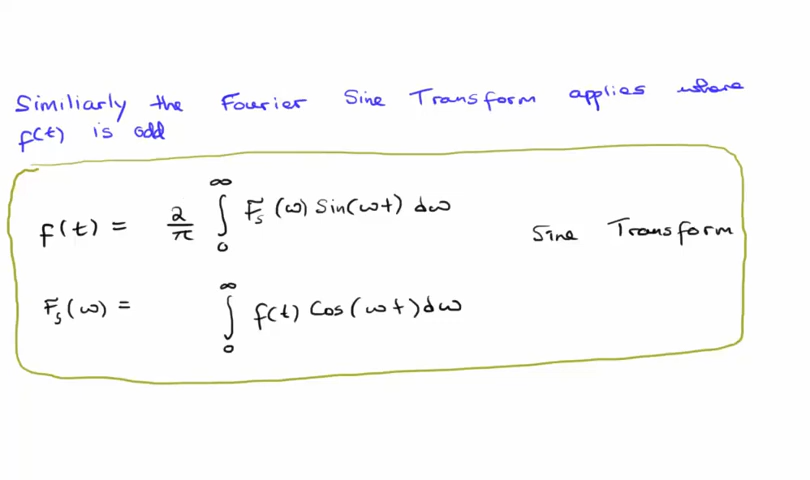 Similiarly the Fourier Sine Transform applies where
f(t) is odd
f(t) = 2/π ∫₀^∞ Fₛ(ω) Sin(ωt) dω Sine Transform
Fₛ(ω) = ∫₀^∞ f(t) Cos(ωt) dω